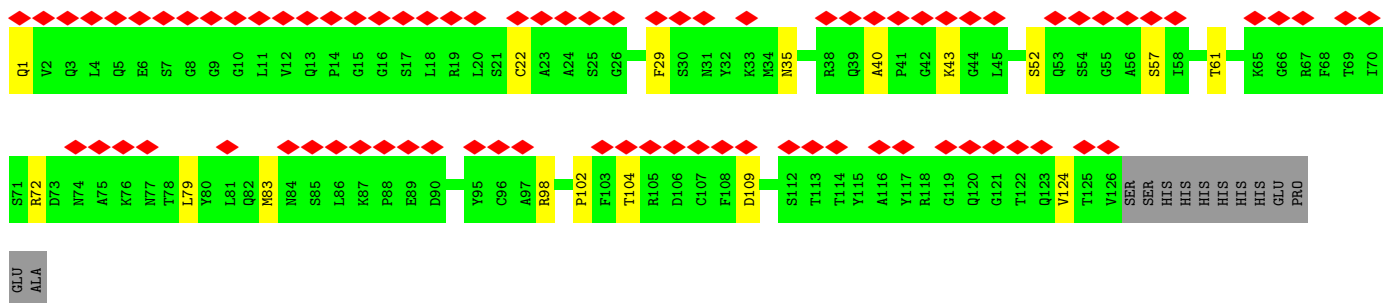 Q1 V2 Q3 L4 Q5 E6 S7 G8 G9 G10 L11 V12 Q13 P14 G15 G16 S17 L18 R19 L20 S21 C22 A23 A24 S25 G26 F29 S30 N31 Y32 K33 M34 N35 R38 Q39 A40 P41 G42 K43 G44 L45 S52 Q53 S54 G55 A56 S57 I58 T61 K65 G66 R67 F68 T69 I70
S71 R72 D73 N74 A75 K76 N77 T78 L79 Y80 L81 Q82 M83 N84 S85 L86 K87 P88 E89 D90 Y95 C96 A97 R98 P102 F103 T104 R105 D106 C107 F108 D109 S112 T113 T114 Y115 A116 Y117 R118 G119 Q120 G121 T122 Q123 V124 T125 V126 SER SER HIS HIS HIS HIS HIS HIS GLU PRO
GLU ALA